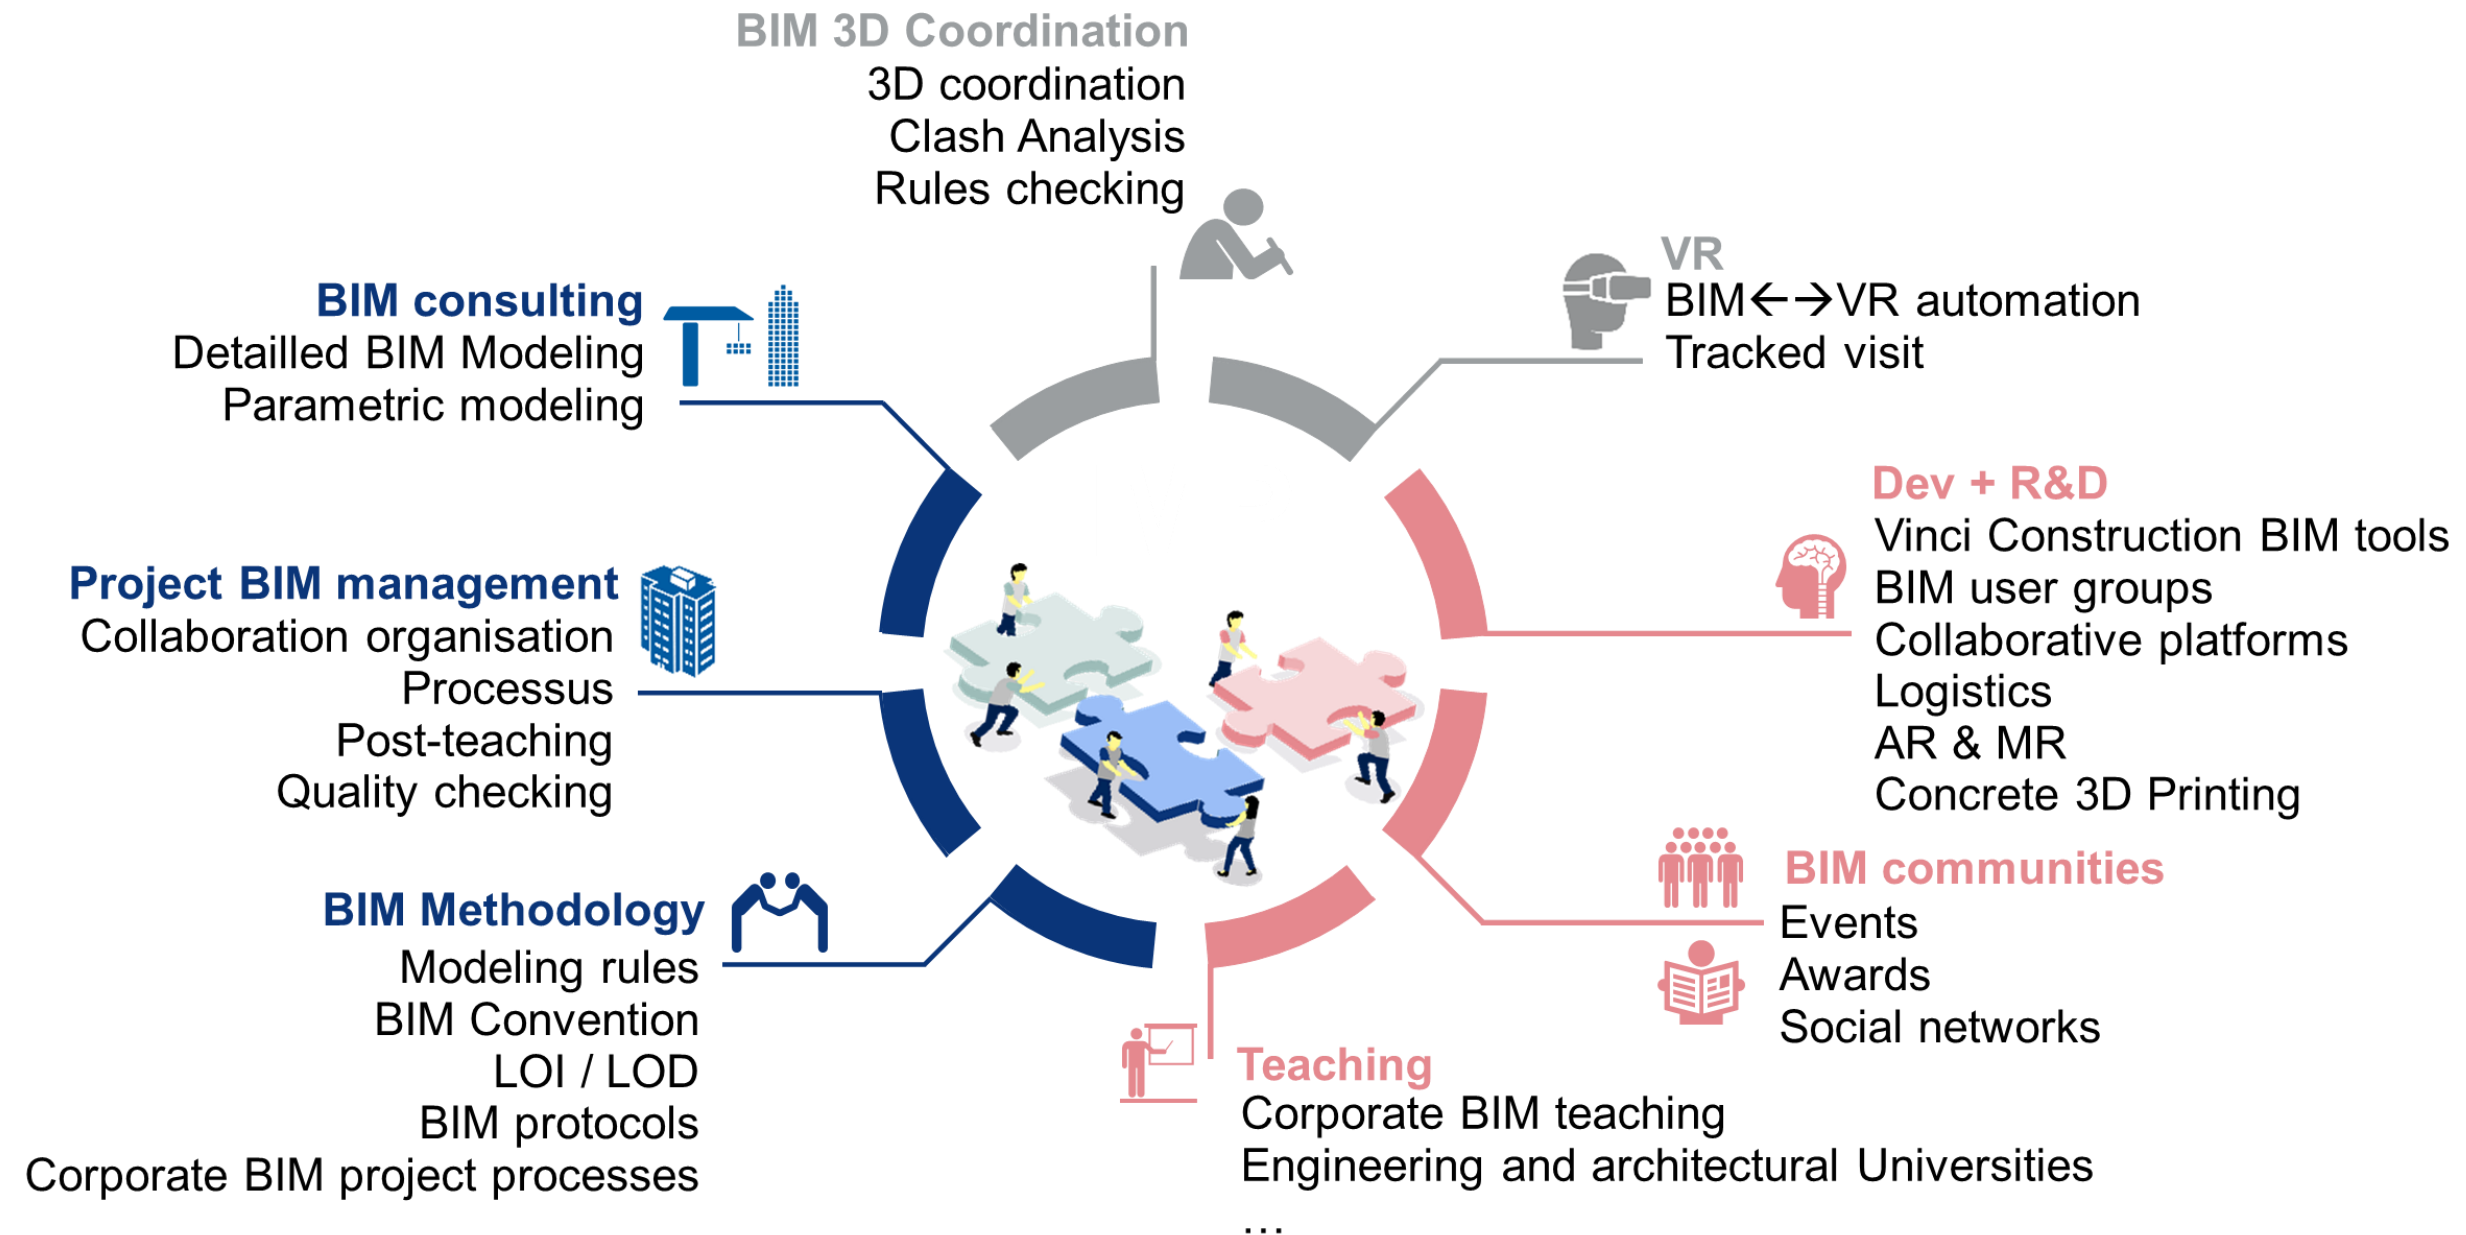 BIM 3D Coordination
3D coordination
Clash Analysis
Rules checking
VR
BIM←→VR automation
Tracked visit
BIM consulting
Detailled BIM Modeling
Parametric modeling
Dev + R&D
Vinci Construction BIM tools
BIM user groups
Collaborative platforms
Logistics
AR & MR
Concrete 3D Printing
Project BIM management
Collaboration organisation
Processus
Post-teaching
Quality checking
BIM communities
Events
Awards
Social networks
BIM Methodology
Modeling rules
BIM Convention
LOI / LOD
BIM protocols
Corporate BIM project processes
Teaching
Corporate BIM teaching
Engineering and architectural Universities
…